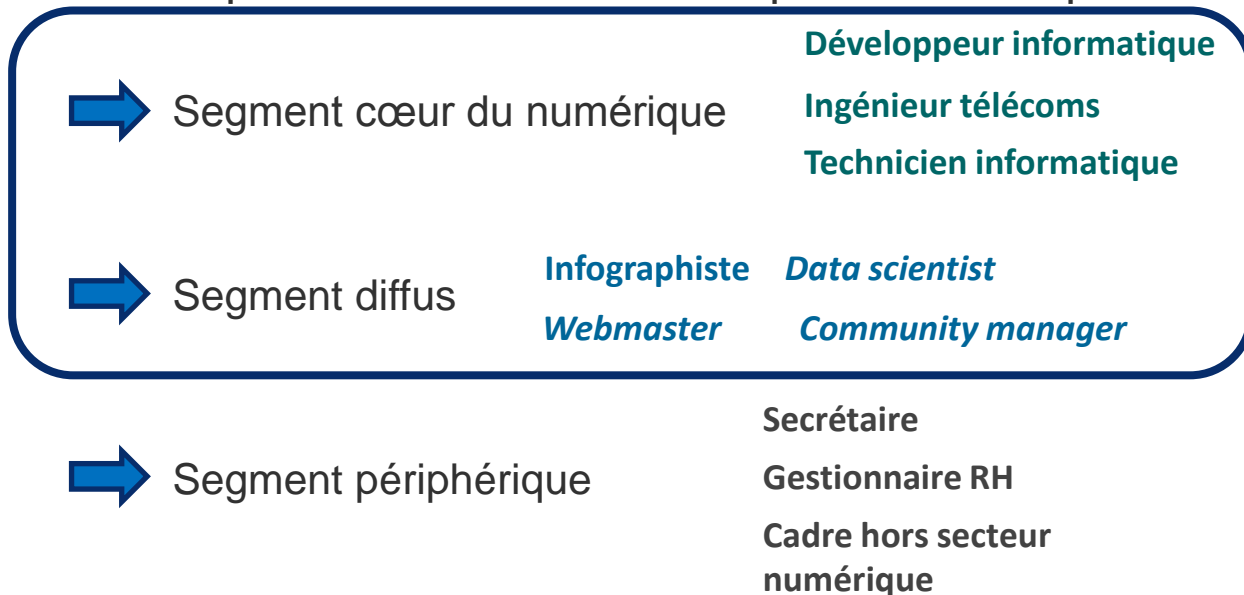 Développeur informatique
Segment cœur du numérique
Ingénieur télécoms
Technicien informatique
Segment diffus
Infographiste Data scientist
Webmaster Community manager
Segment périphérique
Secrétaire
Gestionnaire RH
Cadre hors secteur
numérique